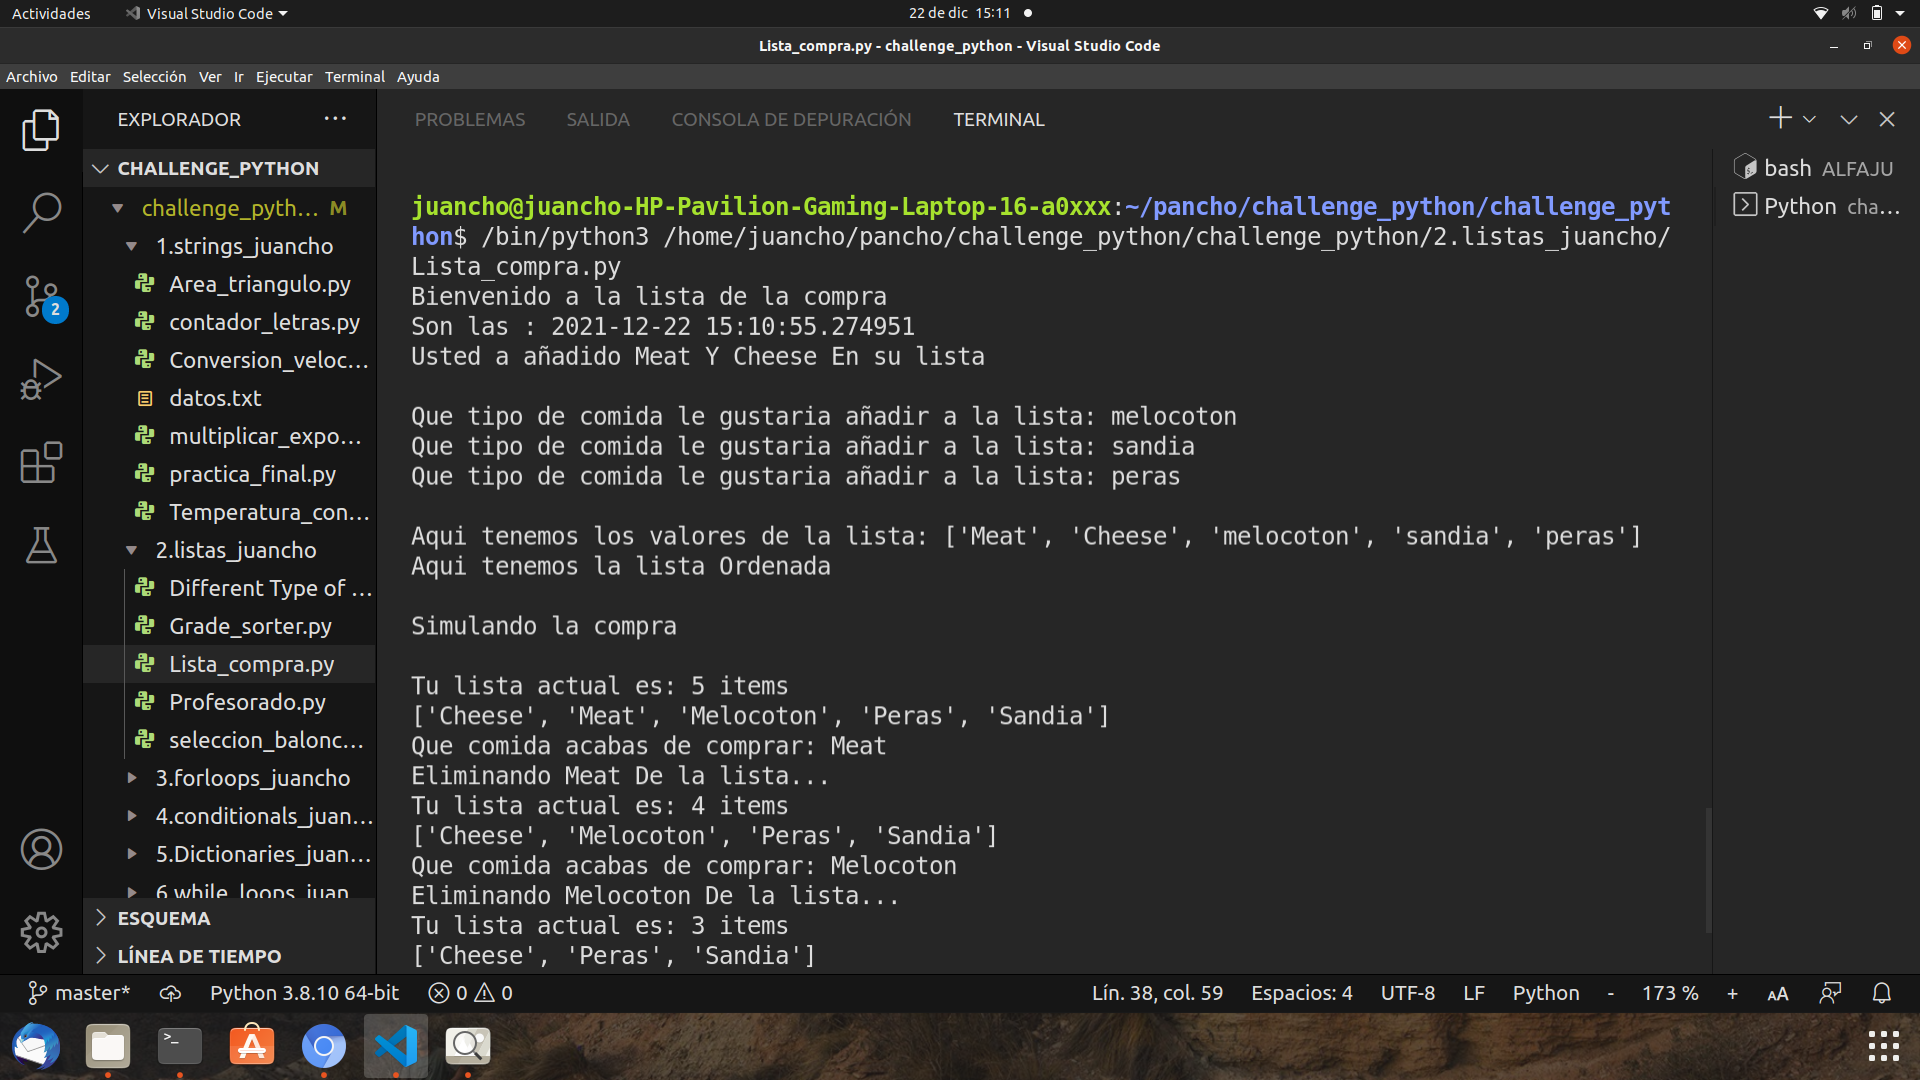 Actividades
Visual Studio Code
22 de dic 15:11
Lista_compra.py - challenge_python - Visual Studio Code
Archivo Editar Selección Ver Ir Ejecutar Terminal Ayuda
EXPLORADOR
CHALLENGE_PYTHON
challenge_pyth... M
1.strings_juancho
Area_triangulo.py
contador_letras.py
Conversion_veloc...
datos.txt
multiplicar_expo...
practica_final.py
Temperatura_con...
2.listas_juancho
Different Type of ...
Grade_sorter.py
Lista_compra.py
Profesorado.py
seleccion_balonc...
3.forloops_juancho
4.conditionals_juan...
5.Dictionaries_juan...
6.while_loops_juan
ESQUEMA
LÍNEA DE TIEMPO
2
PROBLEMAS SALIDA CONSOLA DE DEPURACIÓN TERMINAL
juancho@juancho-HP-Pavilion-Gaming-Laptop-16-a0xxx:~/pancho/challenge_python/challenge_pyt
hon$ /bin/python3 /home/juancho/pancho/challenge_python/challenge_python/2.listas_juancho/
Lista_compra.py
Bienvenido a la lista de la compra
Son las : 2021-12-22 15:10:55.274951
Usted a añadido Meat Y Cheese En su lista
Que tipo de comida le gustaria añadir a la lista: melocoton
Que tipo de comida le gustaria añadir a la lista: sandia
Que tipo de comida le gustaria añadir a la lista: peras
Aqui tenemos los valores de la lista: ['Meat', 'Cheese', 'melocoton', 'sandia', 'peras']
Aqui tenemos la lista Ordenada
Simulando la compra
Tu lista actual es: 5 items
['Cheese', 'Meat', 'Melocoton', 'Peras', 'Sandia']
Que comida acabas de comprar: Meat
Eliminando Meat De la lista...
Tu lista actual es: 4 items
['Cheese', 'Melocoton', 'Peras', 'Sandia']
Que comida acabas de comprar: Melocoton
Eliminando Melocoton De la lista...
Tu lista actual es: 3 items
['Cheese', 'Peras', 'Sandia']
bash ALFAJU
Python cha...
master* Python 3.8.10 64-bit 0 0 Lín. 38, col. 59 Espacios: 4 UTF-8 LF Python - 173 % + AA